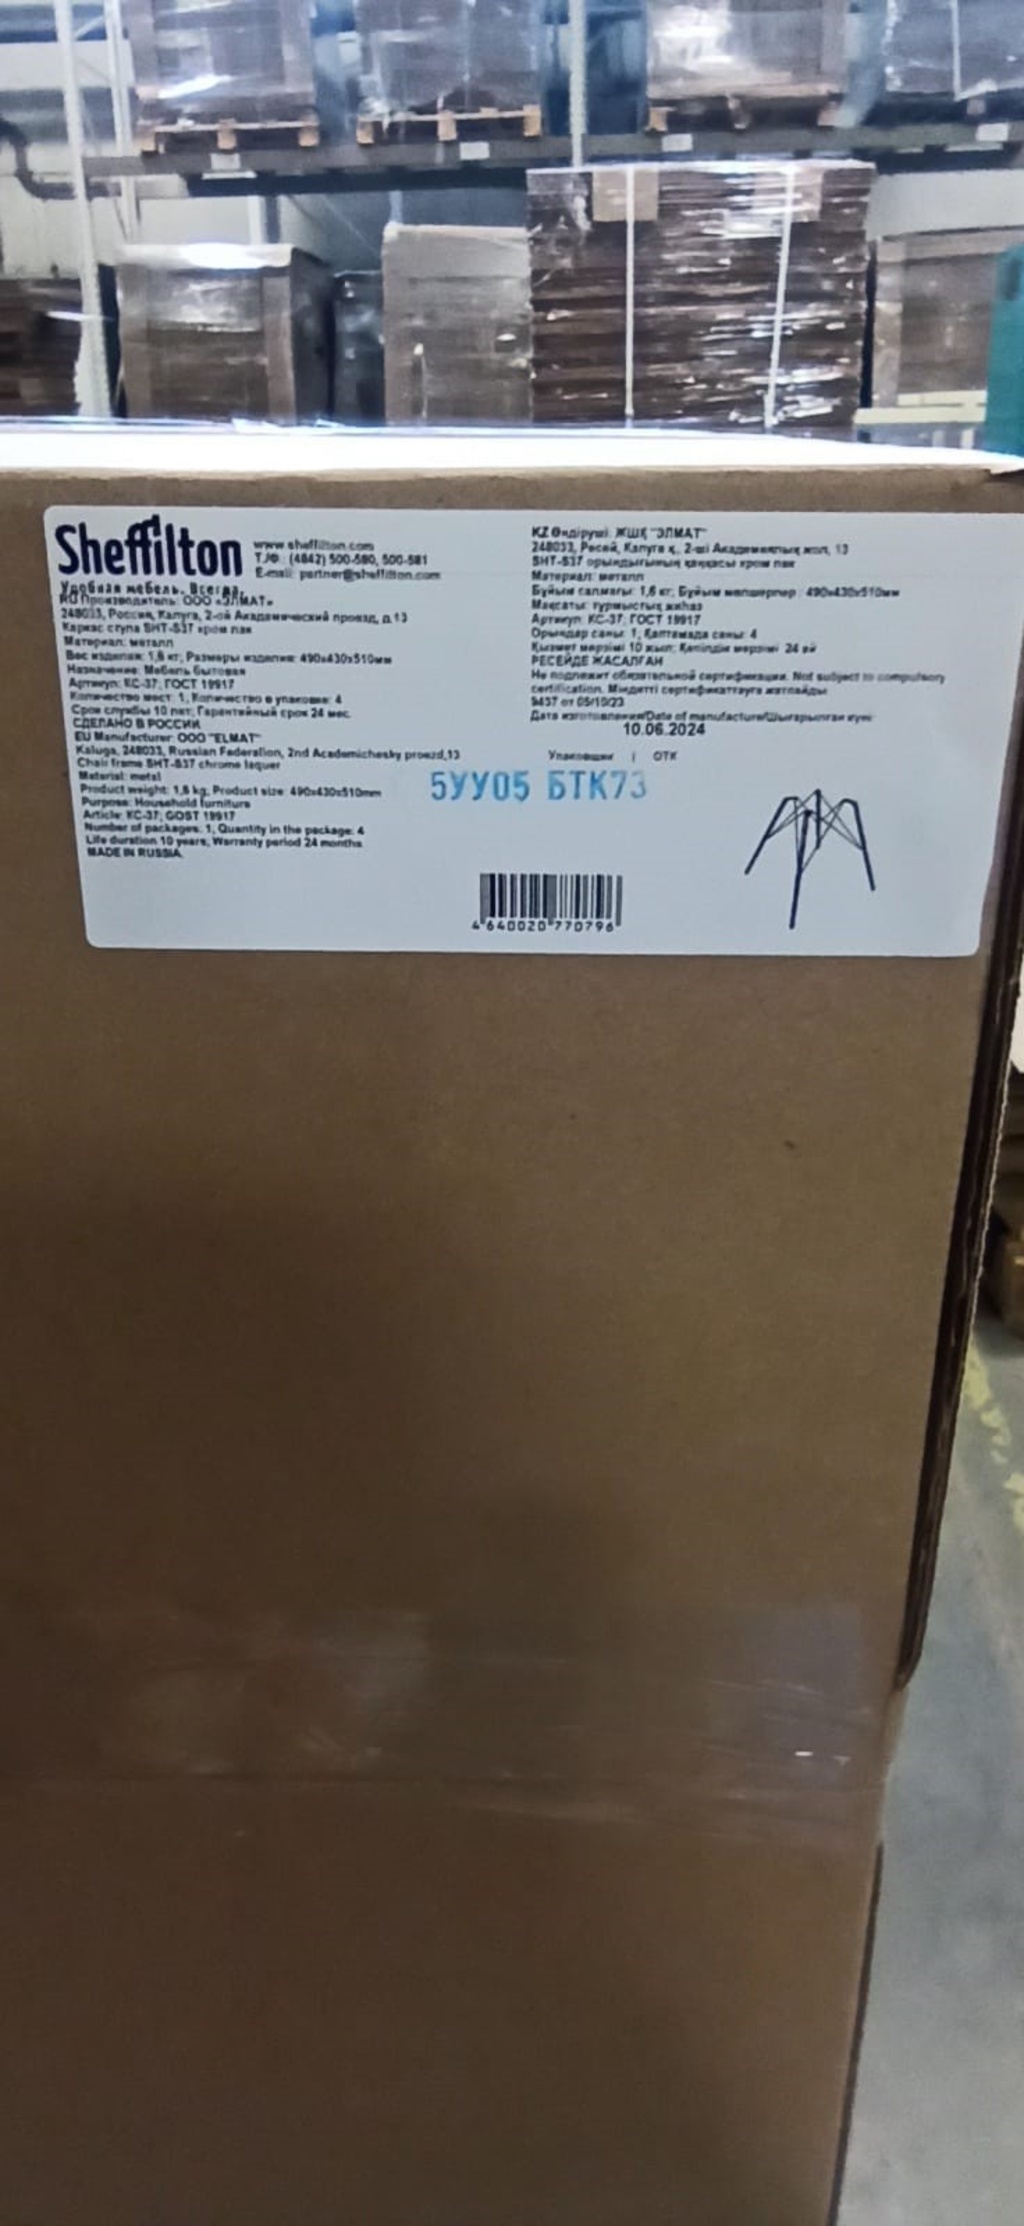 Sheffilton
www.sheffilton.com
Т./Ф.: (4842) 500-580, 500-581
E-mail: partner@sheffilton.com
Удобная мебель. Всегда.
RU Производитель: ООО «ЭЛМАТ»
248033, Россия, Калуга, 2-ой Академический проезд, д.13
Каркас стула SHT-S37 хром лак
Материал: металл
Вес изделия: 1,8 кг, Размеры изделия: 490х430х510мм
Назначение: Мебель бытовая
Артикул: КС-37; ГОСТ 19917
Количество мест: 1, Количество в упаковке: 4
Срок службы 10 лет; Гарантийный срок 24 мес.
СДЕЛАНО В РОССИИ
EU Manufacturer: OOO "ELMAT"
Kaluga, 248033, Russian Federation, 2nd Academichesky proezd,13
Chair frame SHT-S37 chrome laquer
Material: metal
Product weight: 1,8 kg, Product size: 490x430x510mm
Purpose: Household furniture
Article: KC-37; GOST 19917
Number of packages: 1, Quantity in the package: 4
Life duration 10 years, Warranty period 24 months
MADE IN RUSSIA
KZ Өндіруші: ЖШҚ "ЭЛМАТ"
248033, Ресей, Калуга қ., 2-ші Академиялық жол, 13
SHT-S37 орындығының қаңқасы хром лак
Материал: металл
Бұйым салмағы: 1,8 кг, Бұйым мөлшерлер: 490х430х510мм
Мақсаты: тұрмыстық жиһаз
Артикул: КС-37; ГОСТ 19917
Орындар саны: 1, Қаптамада саны: 4
Қызмет мерзімі 10 жыл; Кепілдік мерзімі 24 ай
РЕСЕЙДЕ ЖАСАЛҒАН
Не подлежит обязательной сертификации. Not subject to compulsory
certification. Міндетті сертификаттауға жатпайды
9437 от 05/10/23
Дата изготовления/Date of manufacture/Шығарылған күні:
10.06.2024
Упаковщик | ОТК
5УУ05 БТК73
4 640020 770796